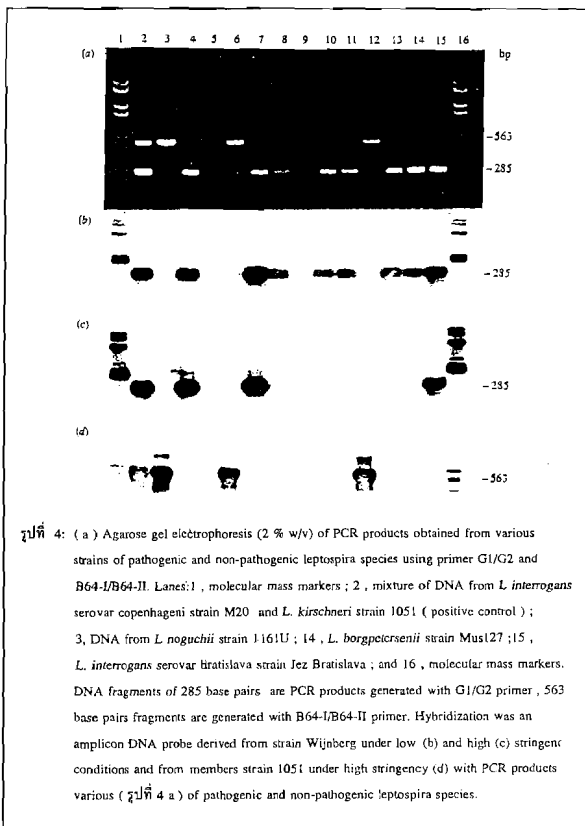 1 2 3 4 5 6 7 8 9 10 11 12 13 14 15 16
(a) bp
-563
-285
(b)
-285
(c)
-285
(d)
-563
รูปที่ 4: ( a ) Agarose gel electrophoresis (2 % w/v) of PCR products obtained from various
strains of pathogenic and non-pathogenic leptospira species using primer G1/G2 and
B64-I/B64-II. Lanes:1 , molecular mass markers ; 2 , mixture of DNA from L interrogans
serovar copenhageni strain M20 and L. kirschneri strain 1051 ( positive control ) ;
3, DNA from L noguchii strain 1161U ; 14 , L. borgpetersenii strain Mus127 ;15 ,
L. interrogans serovar Bratislava strain Jez Bratislava ; and 16 , molecular mass markers.
DNA fragments of 285 base pairs are PCR products generated with G1/G2 primer , 563
base pairs fragments are generated with B64-I/B64-II primer. Hybridization was an
amplicon DNA probe derived from strain Wijnberg under low (b) and high (c) stringenc
conditions and from members strain 1051 under high stringency (d) with PCR products
various ( รูปที่ 4 a ) of pathogenic and non-pathogenic leptospira species.